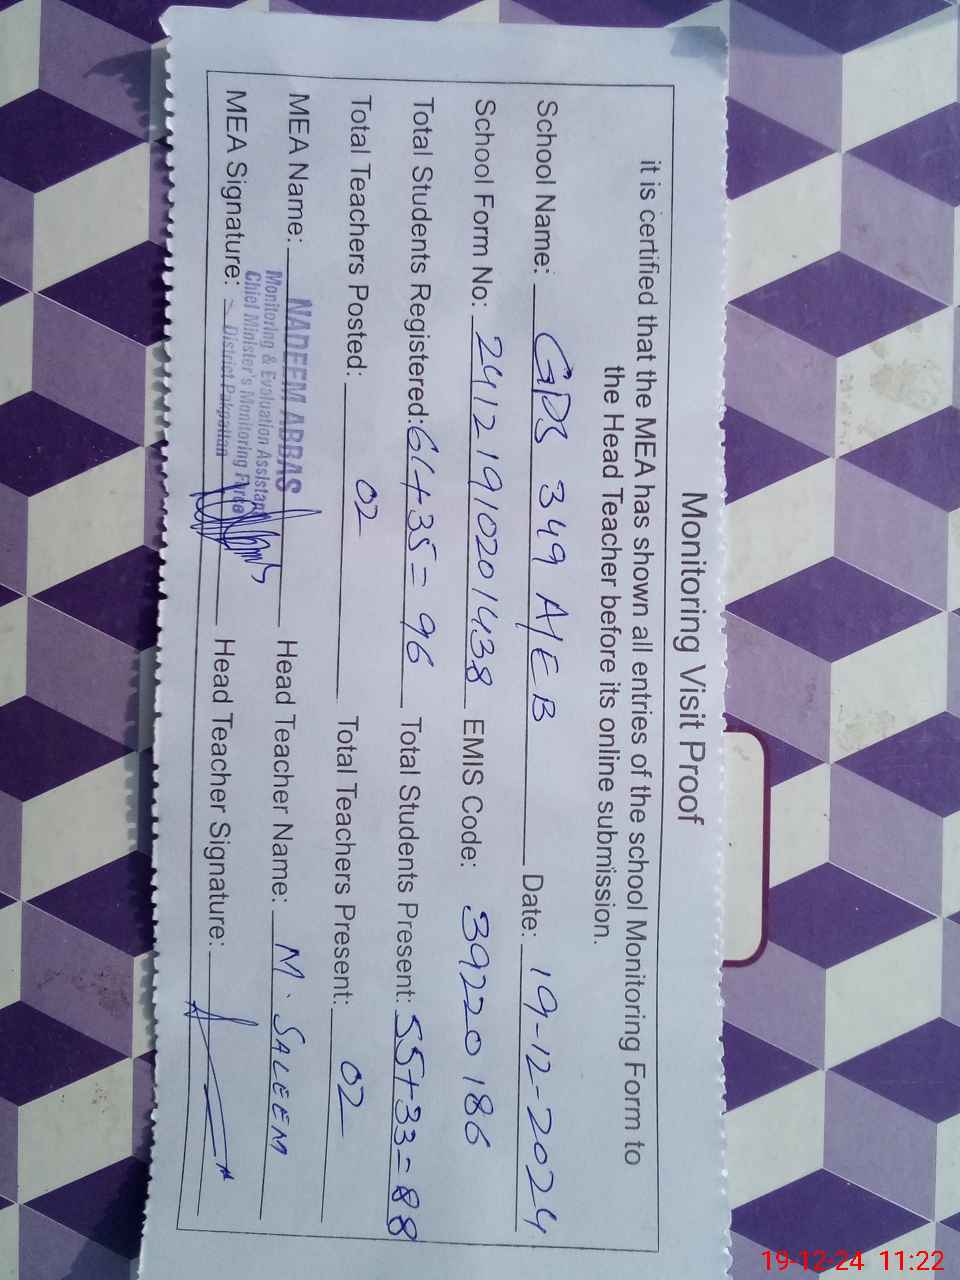 Monitoring Visit Proof
it is certified that the MEA has shown all entries of the school Monitoring Form to
the Head Teacher before its online submission.
School Name: GPS 349 A/EB Date: 19-12-2024
School Form No: 24121910201438 EMIS Code: 39220186
Total Students Registered: 61+35= 96 Total Students Present: 55+33=88
Total Teachers Posted: 02 Total Teachers Present: 02
MEA Name: NADEEM ABBAS Head Teacher Name: M. SALEEM
Monitoring & Evaluation Assistant
Chief Minister's Monitoring Force
District Pakpattan
MEA Signature: Head Teacher Signature:
19-12-24 11:22